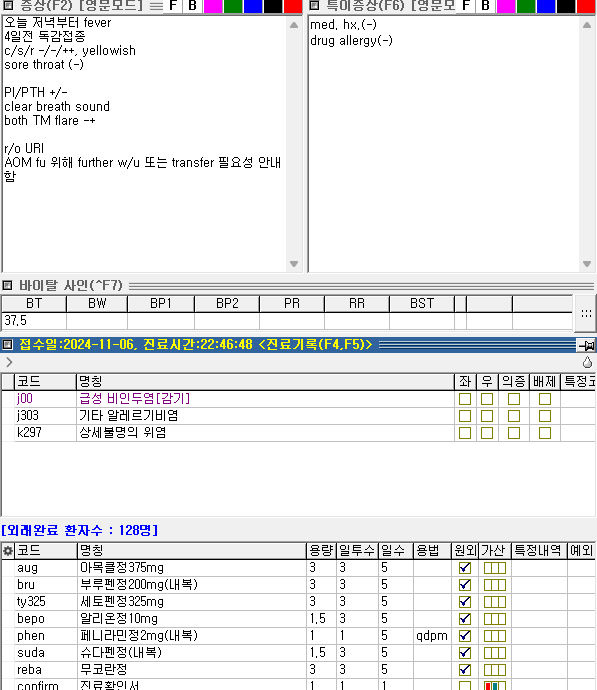 증상(F2) [영문모드] F B
오늘 저녁부터 fever
4일전 독감접종
c/s/r -/-/++, yellowish
sore throat (-)
PI/PTH +/-
clear breath sound
both TM flare -+
r/o URI
AOM fu 위해 further w/u 또는 transfer 필요성 안내
함
특이증상(F6) [영문모 F B
med. hx.(-)
drug allergy(-)
바이탈 사인(^F7)
BT BW BP1 BP2 PR RR BST
37.5
접수일:2024-11-06, 진료시간:22:46:48 <진료기록(F4,F5)>
코드 명칭 좌 우 의증 배제 특정코
j00 급성 비인두염[감기]
j303 기타 알레르기비염
k297 상세불명의 위염
[외래완료 환자수 : 128명]
코드 명칭 용량 일투수 일수 용법 원외 가산 특정내역 예외
aug 아목클정375mg 3 3 5
bru 부루펜정200mg(내복) 3 3 5
ty325 세토펜정325mg 3 3 5
bepo 알리온정10mg 1.5 3 5
phen 페니라민정2mg(내복) 1 1 5 qdpm
suda 슈다펜정(내복) 1.5 3 5
reba 무코란정 3 3 5
confirm 진료확인서 1 1 1